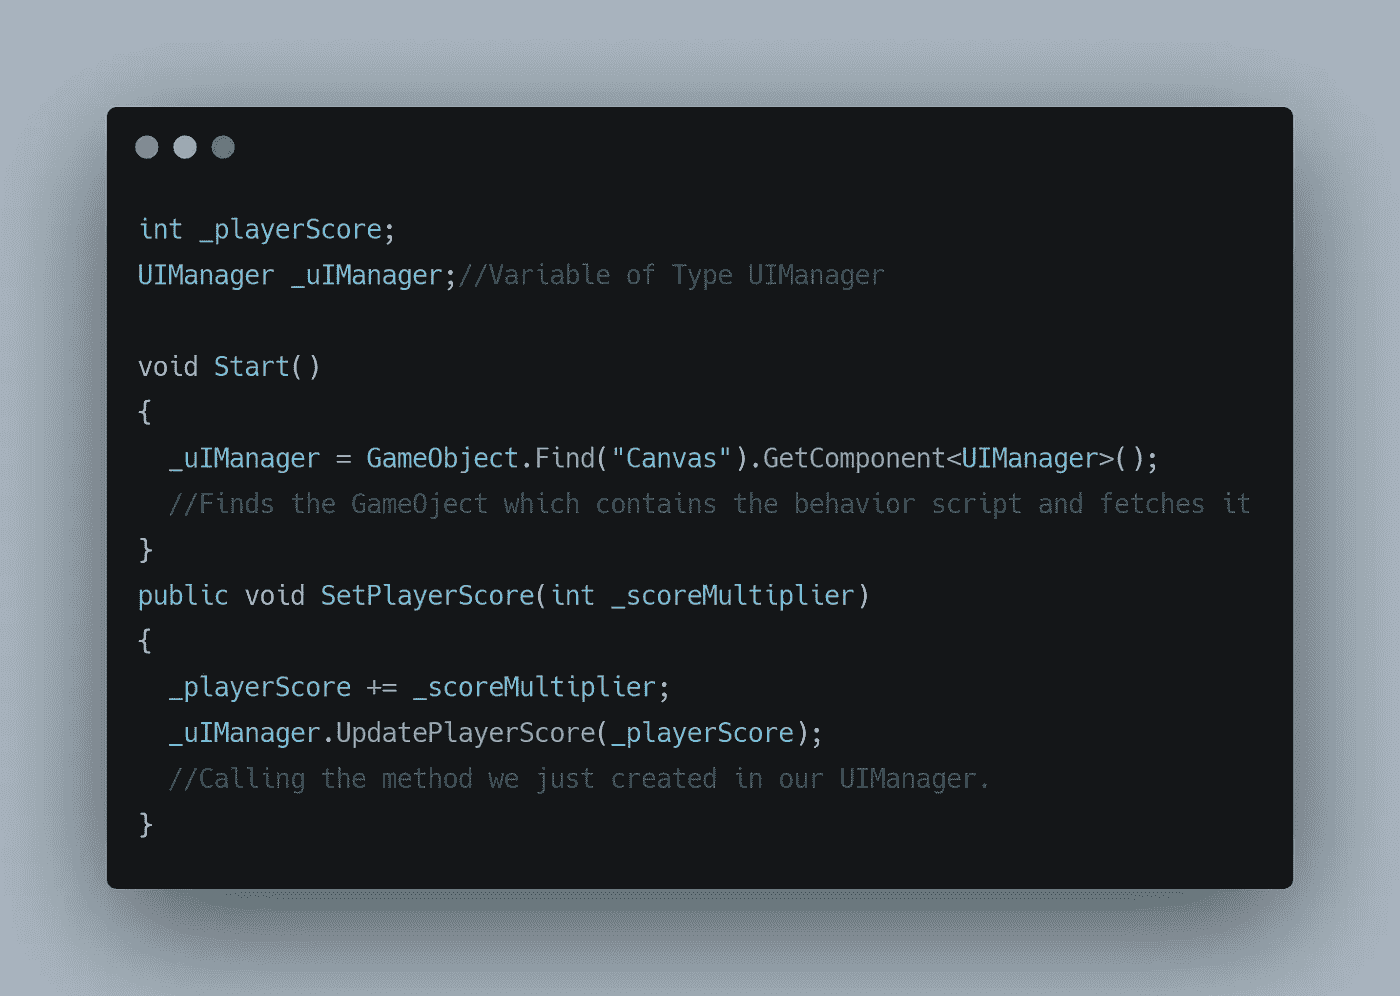 int _playerScore;
UIManager _uIManager;//Variable of Type UIManager
void Start()
{
_uIManager = GameObject.Find("Canvas").GetComponent<UIManager>();
//Finds the GameOject which contains the behavior script and fetches it
}
public void SetPlayerScore(int _scoreMultiplier)
{
_playerScore += _scoreMultiplier;
_uIManager.UpdatePlayerScore(_playerScore);
//Calling the method we just created in our UIManager.
}